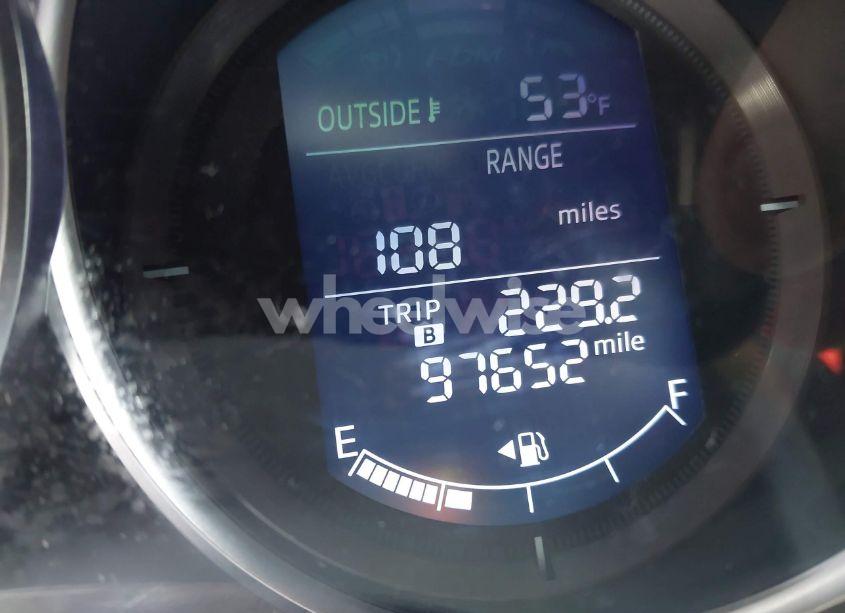 OUTSIDE 53°F
RANGE
miles
108
wheelwise
TRIP B 229.2
97652 mile
E F